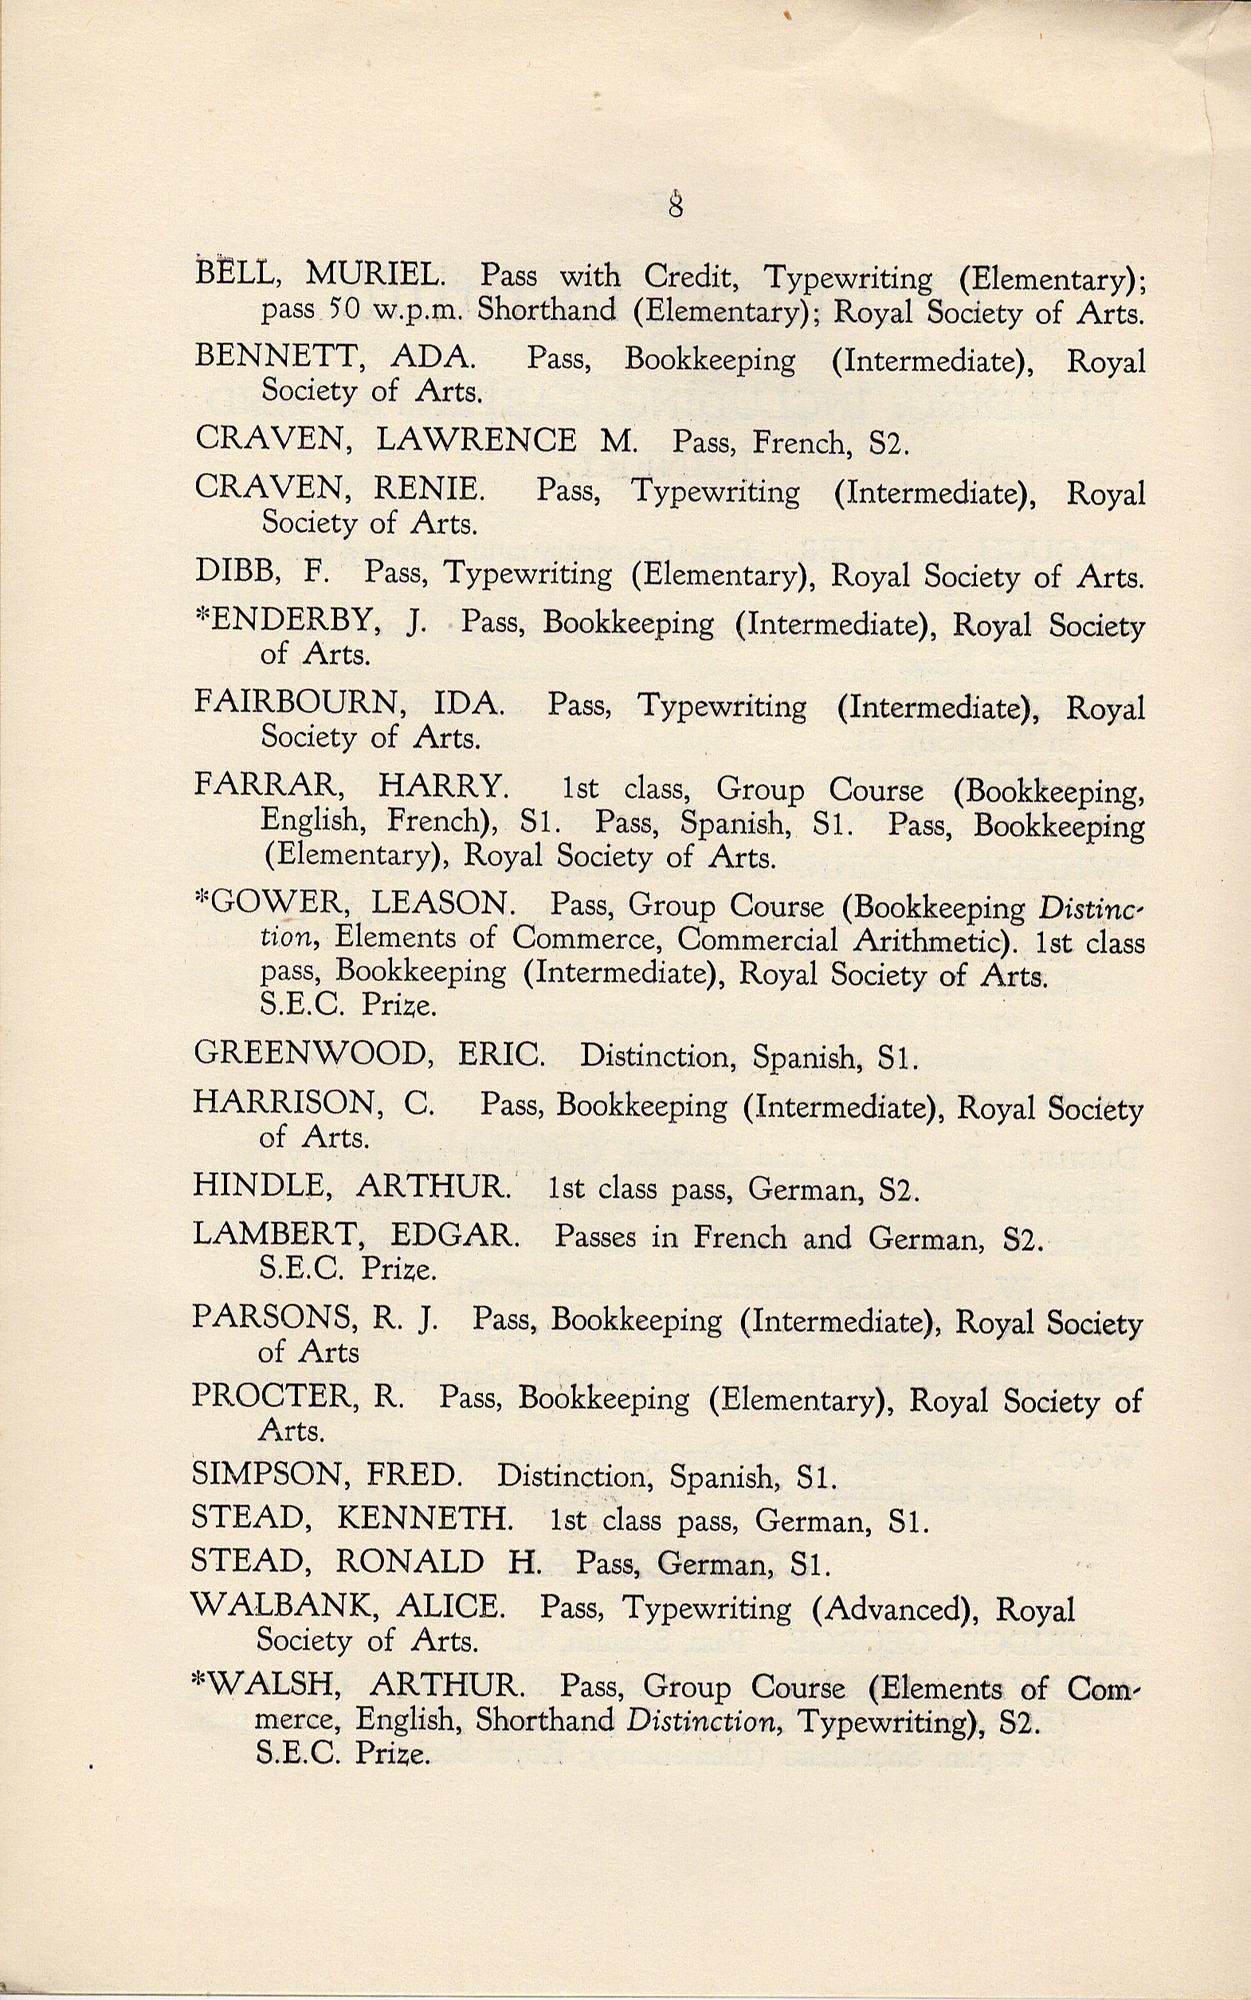 8
BELL, MURIEL. Pass with Credit, Typewriting (Elementary);
pass 50 w.p.m. Shorthand (Elementary); Royal Society of Arts.
BENNETT, ADA. Pass, Bookkeeping (Intermediate), Royal
Society of Arts.
CRAVEN, LAWRENCE M. Pass, French, S2.
CRAVEN, RENIE. Pass, Typewriting (Intermediate), Royal
Society of Arts.
DIBB, F. Pass, Typewriting (Elementary), Royal Society of Arts.
*ENDERBY, J. Pass, Bookkeeping (Intermediate), Royal Society
of Arts.
FAIRBOURN, IDA. Pass, Typewriting (Intermediate), Royal
Society of Arts.
FARRAR, HARRY. 1st class, Group Course (Bookkeeping,
English, French), S1. Pass, Spanish, S1. Pass, Bookkeeping
(Elementary), Royal Society of Arts.
*GOWER, LEASON. Pass, Group Course (Bookkeeping Distinc-
tion, Elements of Commerce, Commercial Arithmetic). 1st class
pass, Bookkeeping (Intermediate), Royal Society of Arts.
S.E.C. Prize.
GREENWOOD, ERIC. Distinction, Spanish, S1.
HARRISON, C. Pass, Bookkeeping (Intermediate), Royal Society
of Arts.
HINDLE, ARTHUR. 1st class pass, German, S2.
LAMBERT, EDGAR. Passes in French and German, S2.
S.E.C. Prize.
PARSONS, R. J. Pass, Bookkeeping (Intermediate), Royal Society
of Arts
PROCTER, R. Pass, Bookkeeping (Elementary), Royal Society of
Arts.
SIMPSON, FRED. Distinction, Spanish, S1.
STEAD, KENNETH. 1st class pass, German, S1.
STEAD, RONALD H. Pass, German, S1.
WALBANK, ALICE. Pass, Typewriting (Advanced), Royal
Society of Arts.
*WALSH, ARTHUR. Pass, Group Course (Elements of Com-
merce, English, Shorthand Distinction, Typewriting), S2.
S.E.C. Prize.